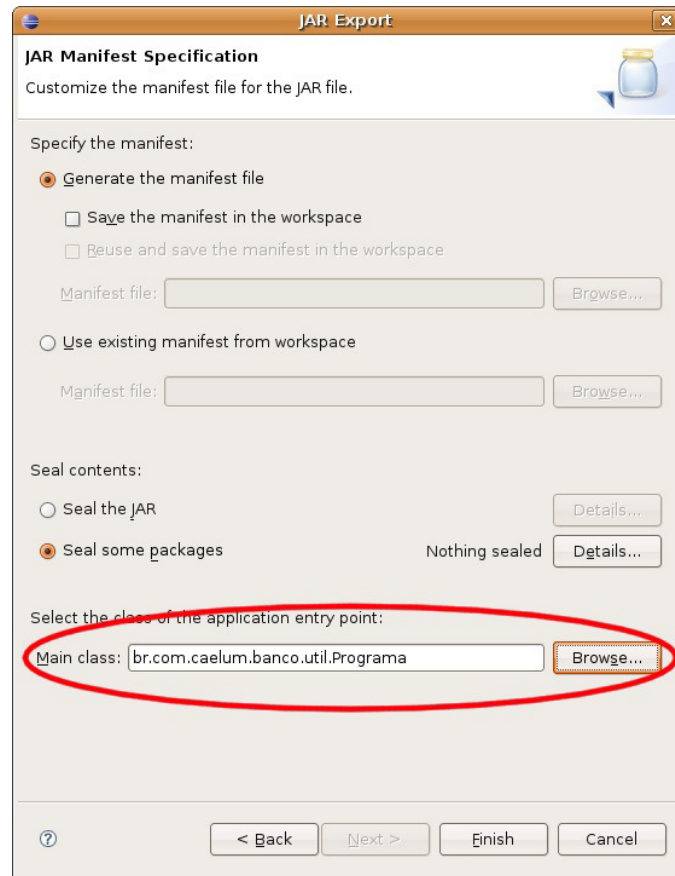 JAR Export
JAR Manifest Specification
Customize the manifest file for the JAR file.
Specify the manifest:
Generate the manifest file
Save the manifest in the workspace
Reuse and save the manifest in the workspace
Manifest file: Browse...
Use existing manifest from workspace
Manifest file: Browse...
Seal contents:
Seal the JAR Details...
Seal some packages Nothing sealed Details...
Select the class of the application entry point:
Main class: br.com.caelum.banco.util.Programa Browse...
? < Back Next > Finish Cancel